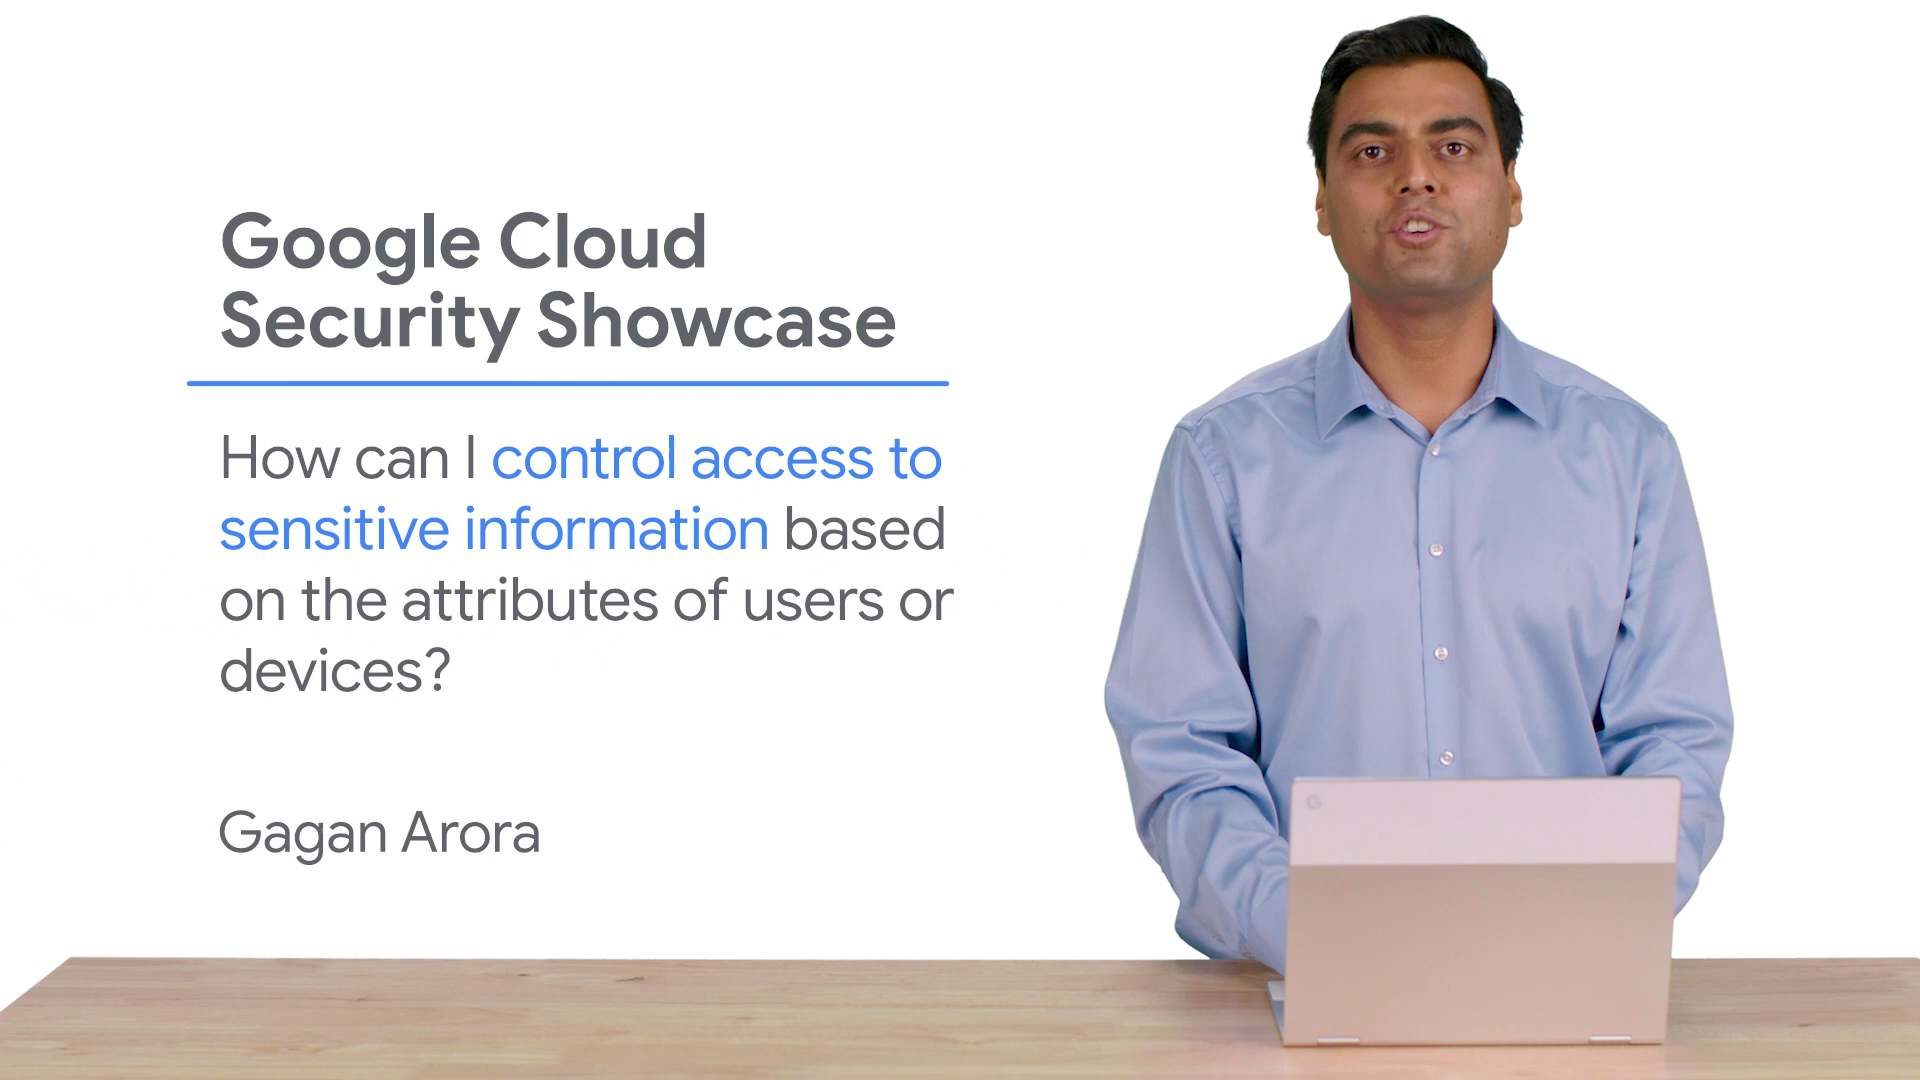 Google Cloud
Security Showcase
How can I control access to
sensitive information based
on the attributes of users or
devices?
Gagan Arora
G